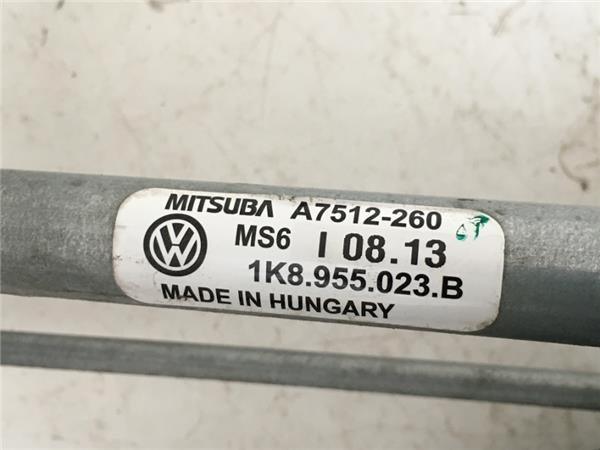 MITSUBA A7512-260
MS6 I 08.13
1K8.955.023.B
MADE IN HUNGARY